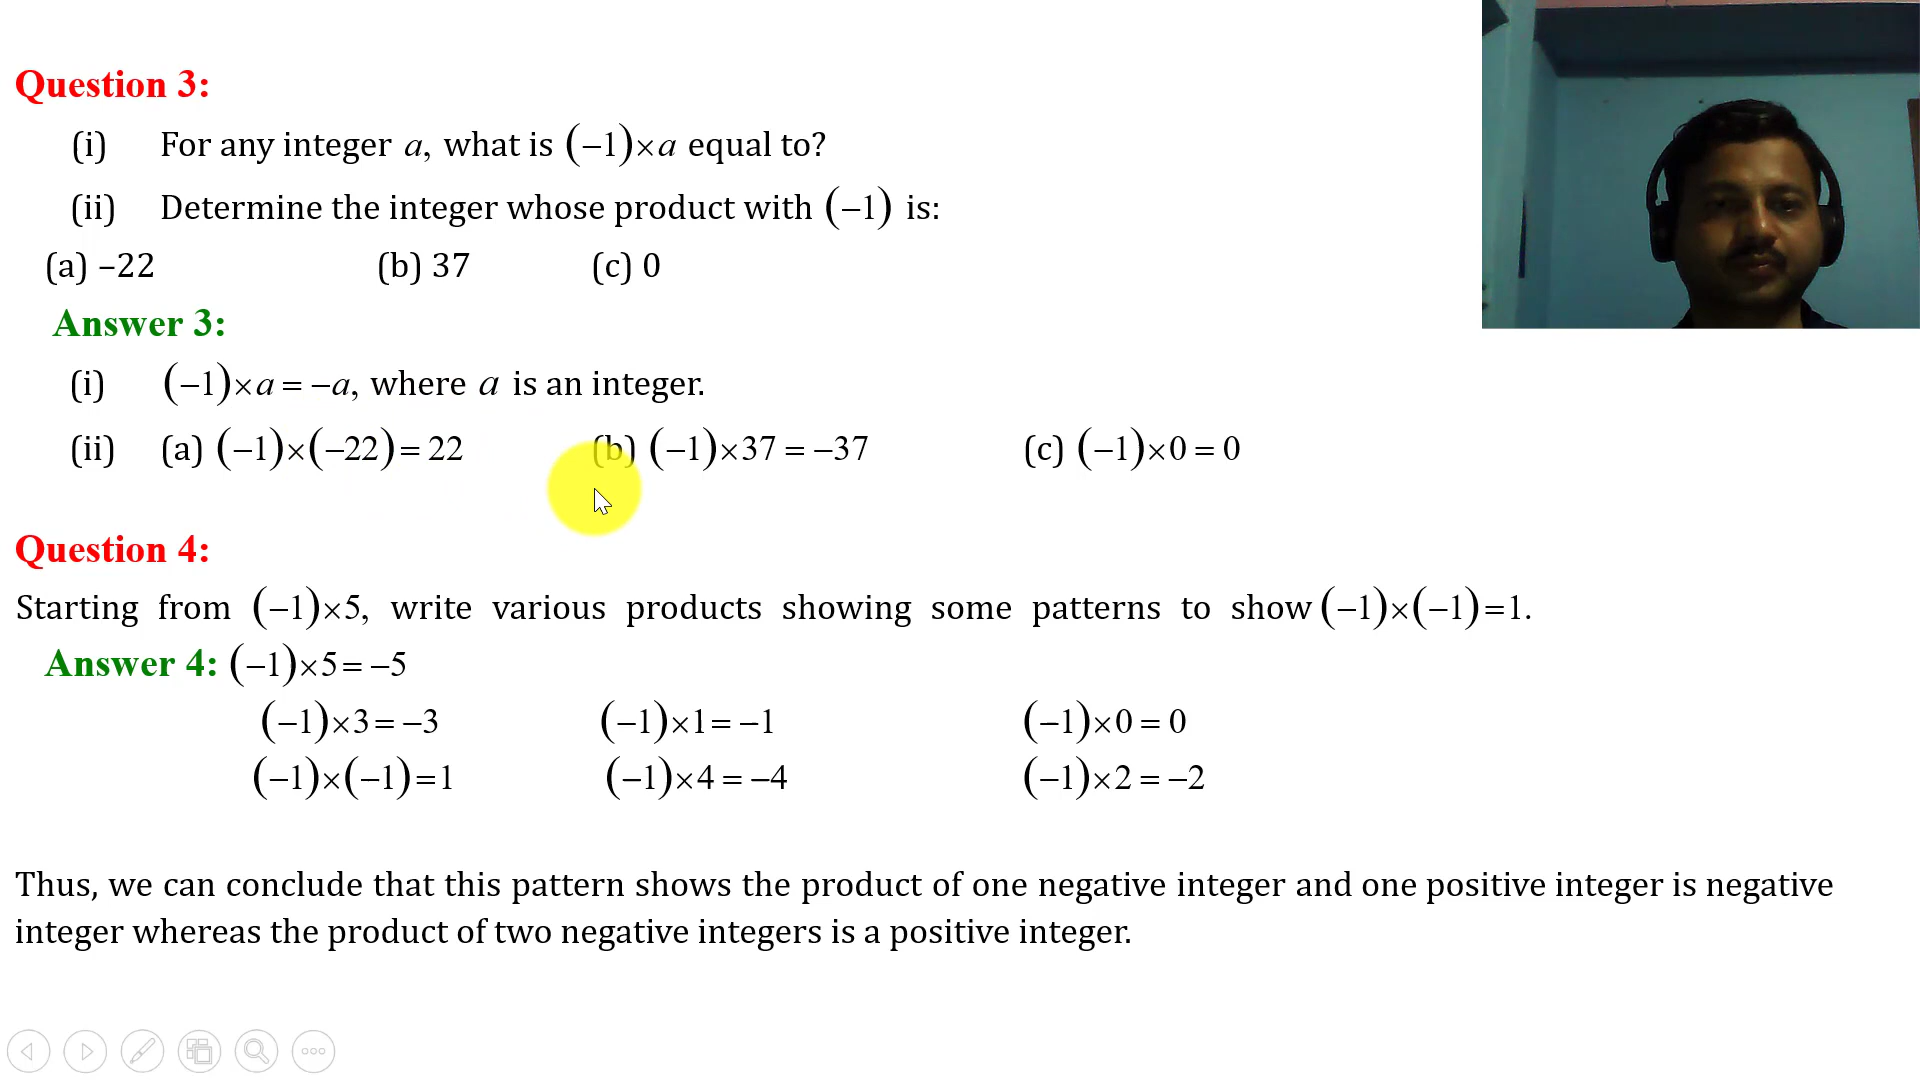 Question 3:
(i) For any integer a, what is (−1)×a equal to?
(ii) Determine the integer whose product with (−1) is:
(a) –22 (b) 37 (c) 0
Answer 3:
(i) (−1)×a = −a, where a is an integer.
(ii) (a) (−1)×(−22) = 22 (b) (−1)×37 = −37 (c) (−1)×0 = 0
Question 4:
Starting from (−1)×5, write various products showing some patterns to show (−1)×(−1)=1.
Answer 4: (−1)×5 = −5
(−1)×3 = −3 (−1)×1 = −1 (−1)×0 = 0
(−1)×(−1) = 1 (−1)×4 = −4 (−1)×2 = −2
Thus, we can conclude that this pattern shows the product of one negative integer and one positive integer is negative
integer whereas the product of two negative integers is a positive integer.